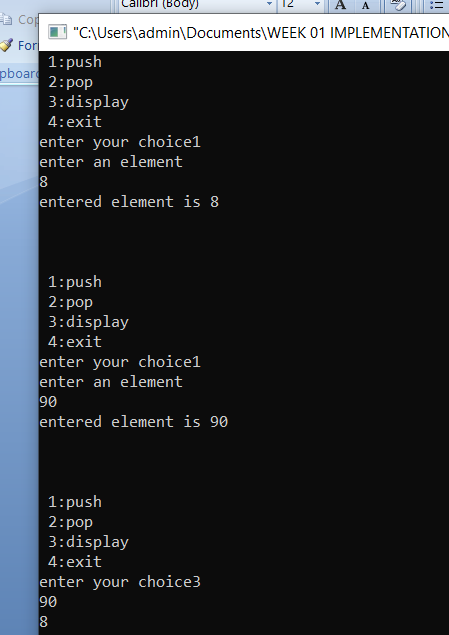 Cop
Calibri (Body)
12
A
A
For
pboard
"C:\Users\admin\Documents\WEEK 01 IMPLEMENTATION
1:push
2:pop
3:display
4:exit
enter your choice1
enter an element
8
entered element is 8
1:push
2:pop
3:display
4:exit
enter your choice1
enter an element
90
entered element is 90
1:push
2:pop
3:display
4:exit
enter your choice3
90
8